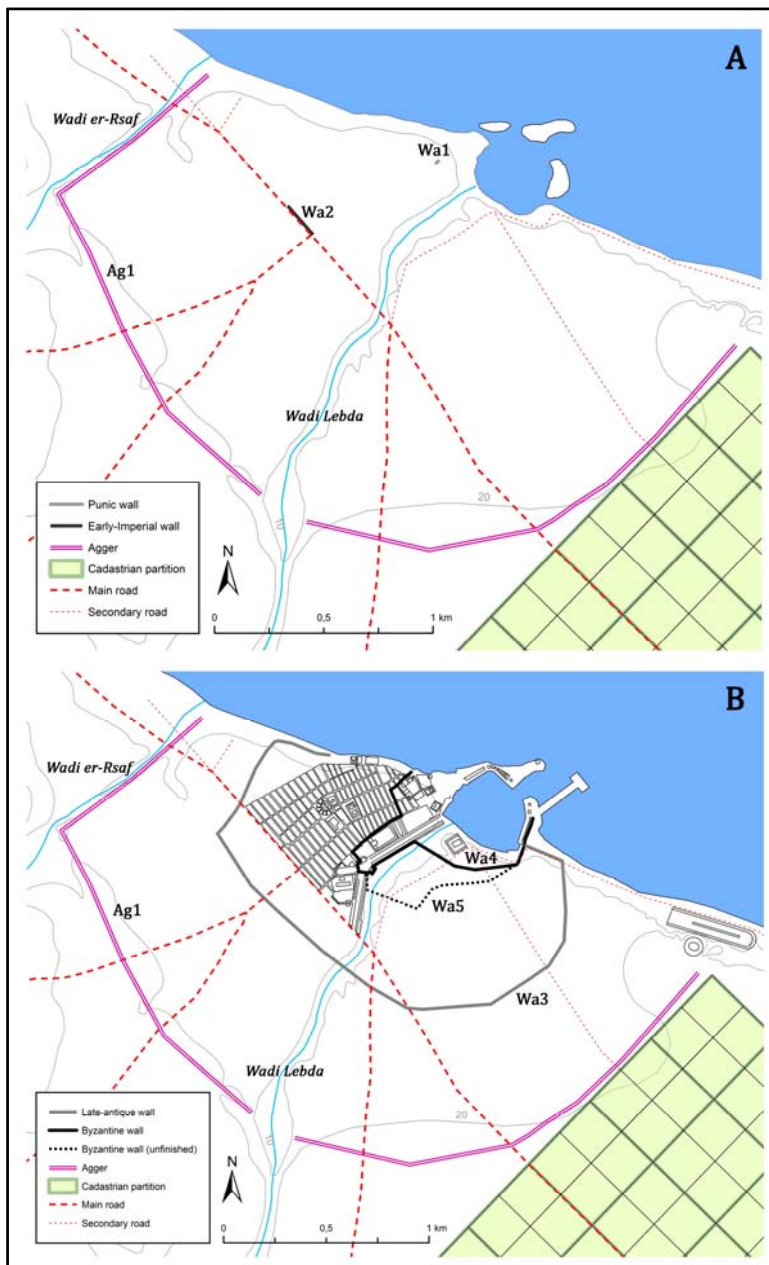 A
Wadi er-Rsaf
Wa1
Wa2
Ag1
Wadi Lebda
20
10
Punic wall
Early-Imperial wall
Agger
Cadastrian partition
Main road
Secondary road
N
0 0,5 1 km
B
Wadi er-Rsaf
Wa4
Ag1
Wa5
Wa3
Wadi Lebda
20
10
Late-antique wall
Byzantine wall
Byzantine wall (unfinished)
Agger
Cadastrian partition
Main road
Secondary road
N
0 0,5 1 km